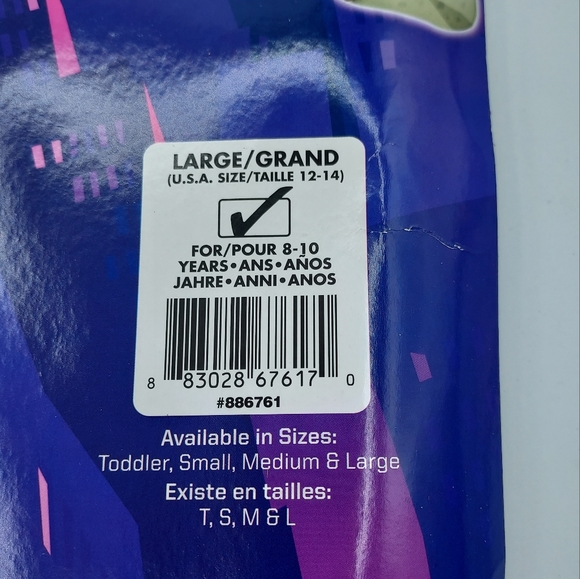 LARGE/GRAND
(U.S.A. SIZE/TAILLE 12-14)
FOR/POUR 8-10
YEARS•ANS•AÑOS
JAHRE•ANNI•ANOS
8 83028 67617 0
#886761
Available in Sizes:
Toddler, Small, Medium & Large
Existe en tailles:
T, S, M & L